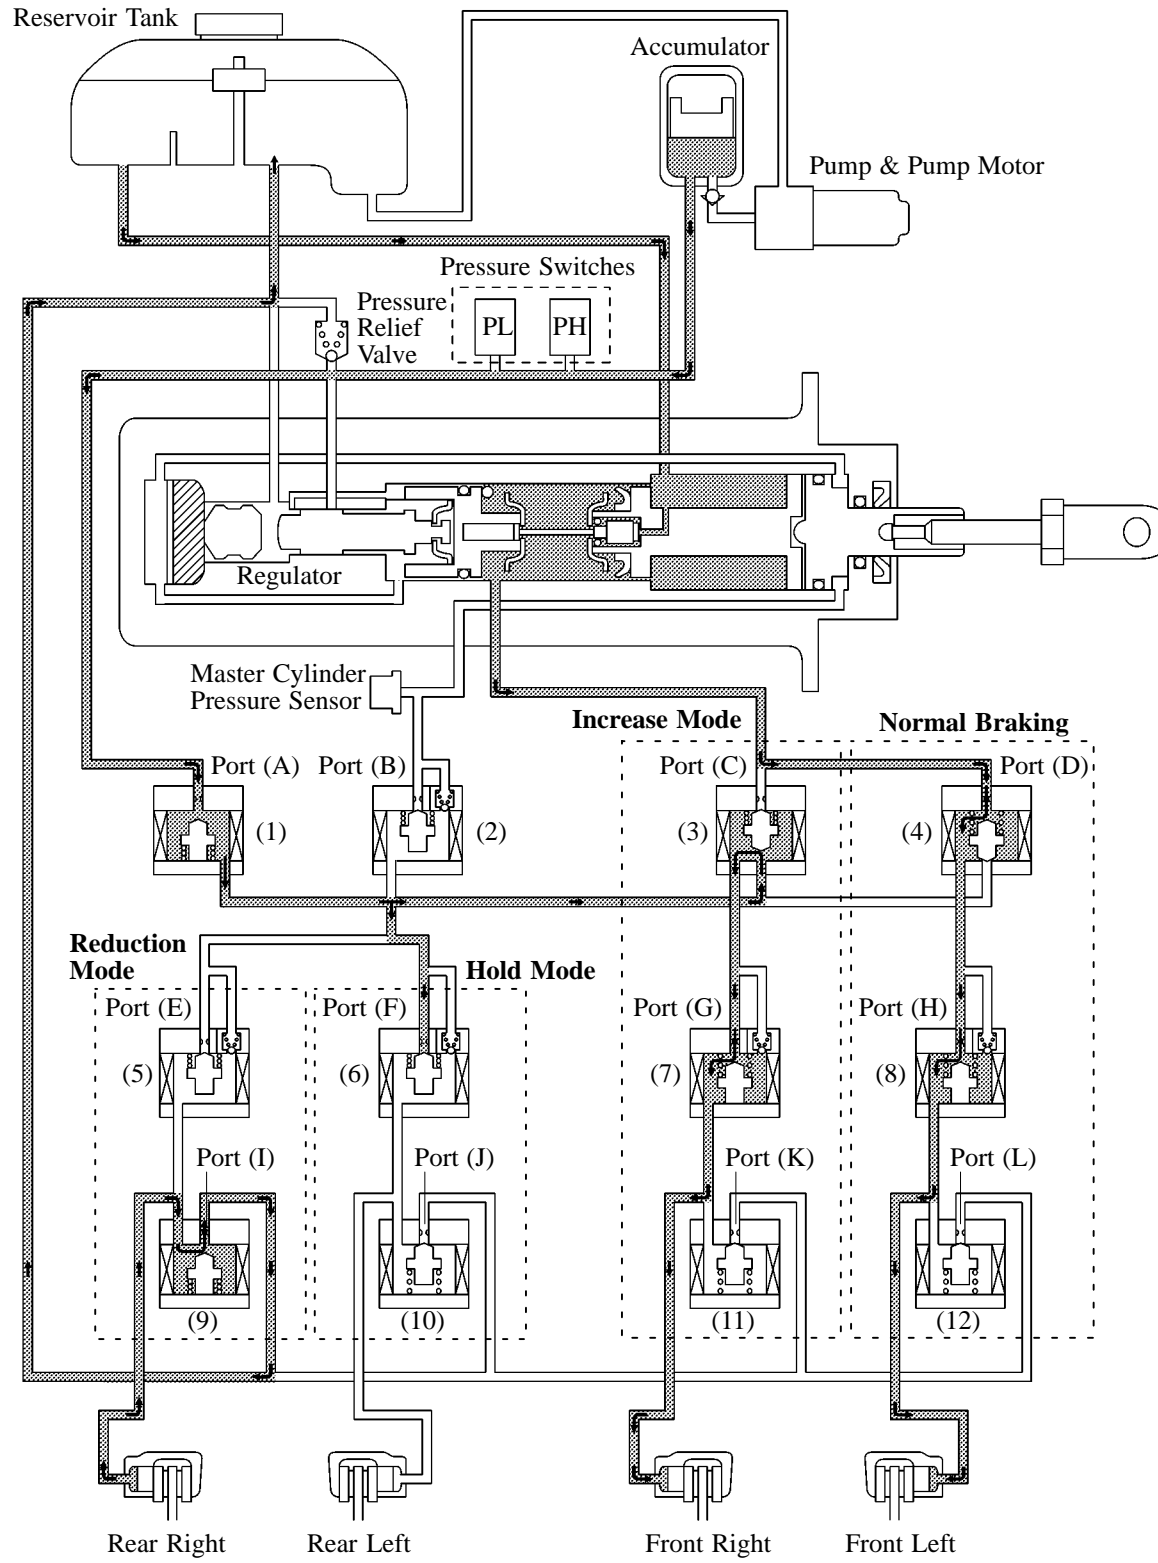 Reservoir Tank
Accumulator
Pump & Pump Motor
Pressure Switches
Pressure
Relief
Valve
PL
PH
Regulator
Master Cylinder
Pressure Sensor
Increase Mode
Normal Braking
Port (A)
Port (B)
Port (C)
Port (D)
(1)
(2)
(3)
(4)
Reduction
Mode
Hold Mode
Port (E)
Port (F)
Port (G)
Port (H)
(5)
(6)
(7)
(8)
Port (I)
Port (J)
Port (K)
Port (L)
(9)
(10)
(11)
(12)
Rear Right
Rear Left
Front Right
Front Left